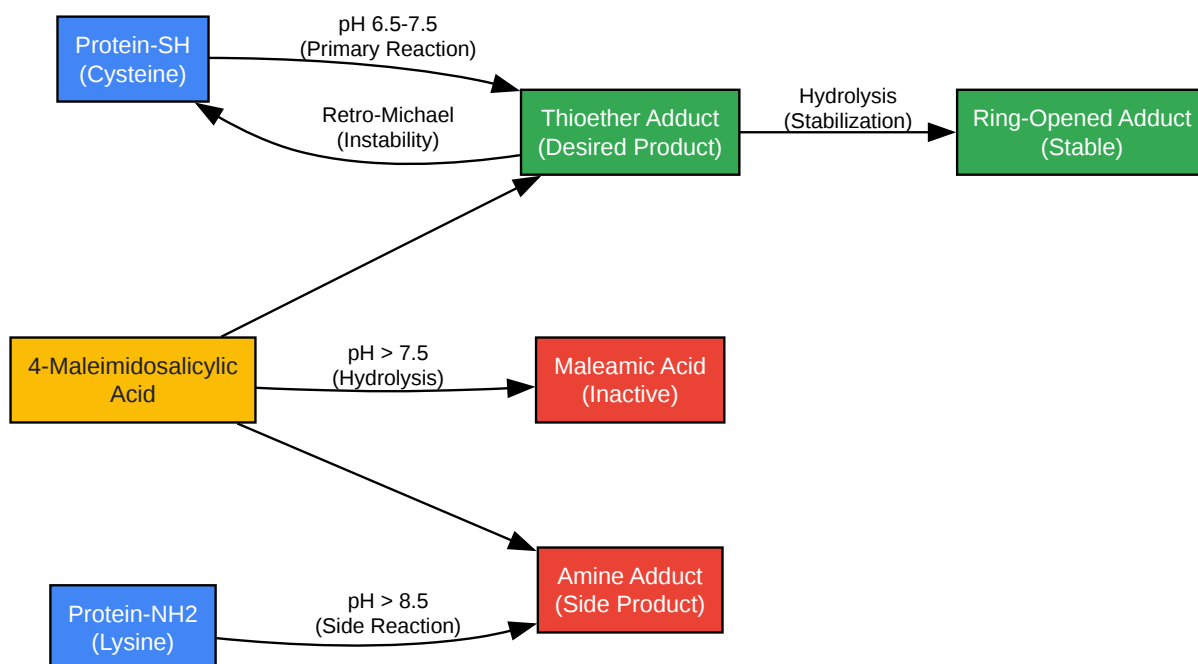 Protein-SH
(Cysteine)
pH 6.5-7.5
(Primary Reaction)
Retro-Michael
(Instability)
Thioether Adduct
(Desired Product)
Hydrolysis
(Stabilization)
Ring-Opened Adduct
(Stable)
4-Maleimidosalicylic
Acid
pH > 7.5
(Hydrolysis)
Maleamic Acid
(Inactive)
Protein-NH2
(Lysine)
pH > 8.5
(Side Reaction)
Amine Adduct
(Side Product)